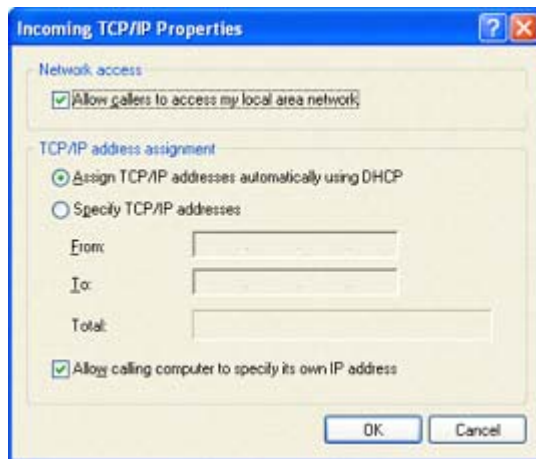 Incoming TCP/IP Properties
Network access
Allow callers to access my local area network
TCP/IP address assignment
Assign TCP/IP addresses automatically using DHCP
Specify TCP/IP addresses
From:
To:
Total:
Allow calling computer to specify its own IP address
OK Cancel